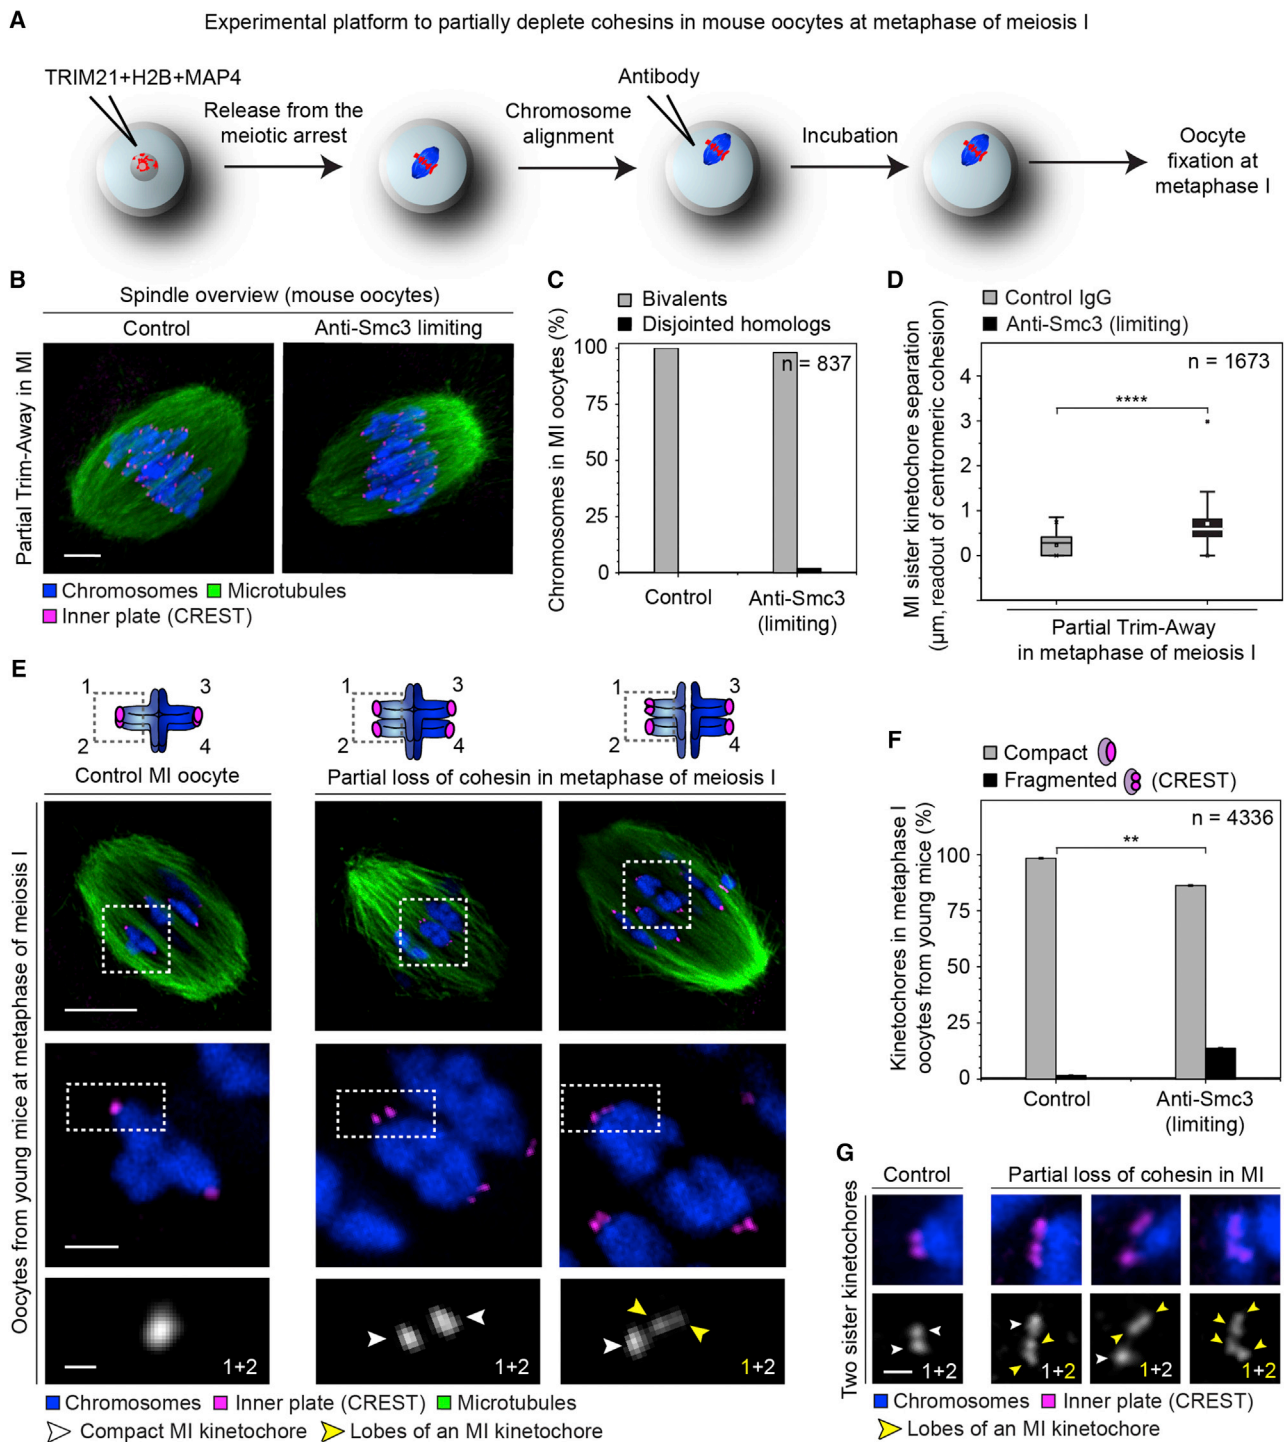 A
Experimental platform to partially deplete cohesins in mouse oocytes at metaphase of meiosis I
TRIM21+H2B+MAP4
Release from the
meiotic arrest
Chromosome
alignment
Antibody
Incubation
Oocyte
fixation at
metaphase I
B
Spindle overview (mouse oocytes)
Control
Anti-Smc3 limiting
Partial Trim-Away in MI
Chromosomes
Microtubules
Inner plate (CREST)
C
Bivalents
Disjointed homologs
Chromosomes in MI oocytes (%)
100
75
50
25
0
n = 837
Control
Anti-Smc3
(limiting)
D
Control IgG
Anti-Smc3 (limiting)
MI sister kinetochore separation
(µm, readout of centromeric cohesion)
4
3
2
1
0
n = 1673
****
Partial Trim-Away
in metaphase of meiosis I
E
1
2
3
4
1
2
3
4
1
2
3
4
Control MI oocyte
Partial loss of cohesin in metaphase of meiosis I
Oocytes from young mice at metaphase of meiosis I
1+2
1+2
1+2
Chromosomes
Inner plate (CREST)
Microtubules
Compact MI kinetochore
Lobes of an MI kinetochore
F
Compact
Fragmented
(CREST)
Kinetochores in metaphase I
oocytes from young mice (%)
100
75
50
25
0
n = 4336
**
Control
Anti-Smc3
(limiting)
G
Control
Partial loss of cohesin in MI
Two sister kinetochores
1+2
1+2
1+2
1+2
Chromosomes
Inner plate (CREST)
Lobes of an MI kinetochore